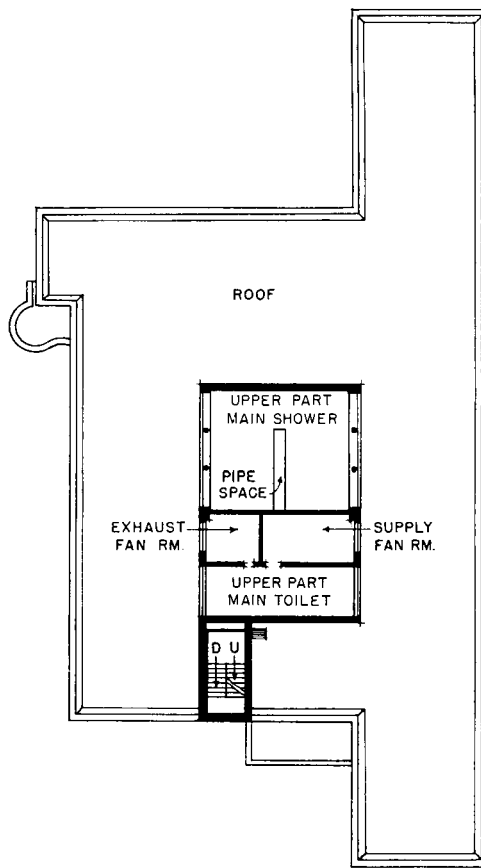 ROOF
UPPER PART
MAIN SHOWER
PIPE
SPACE
EXHAUST
FAN RM.
SUPPLY
FAN RM.
UPPER PART
MAIN TOILET
D U